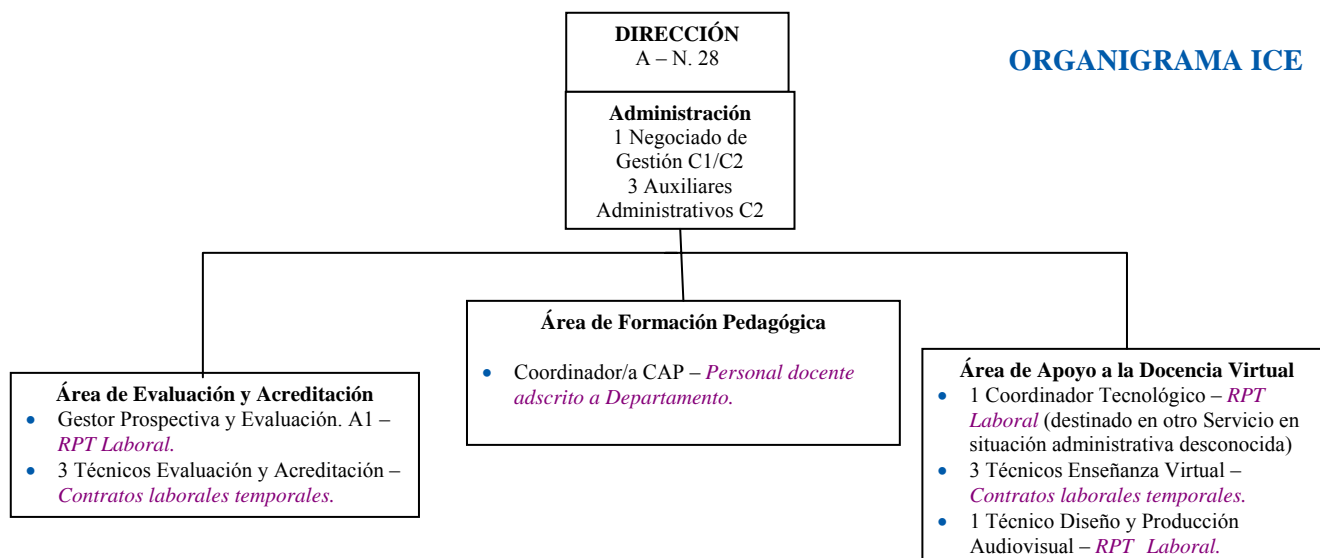 DIRECCIÓN
A – N. 28
ORGANIGRAMA ICE
Administración
1 Negociado de
Gestión C1/C2
3 Auxiliares
Administrativos C2
Área de Evaluación y Acreditación
• Gestor Prospectiva y Evaluación. A1 –
RPT Laboral.
• 3 Técnicos Evaluación y Acreditación –
Contratos laborales temporales.
Área de Formación Pedagógica
• Coordinador/a CAP – Personal docente
adscrito a Departamento.
Área de Apoyo a la Docencia Virtual
• 1 Coordinador Tecnológico – RPT
Laboral (destinado en otro Servicio en
situación administrativa desconocida)
• 3 Técnicos Enseñanza Virtual –
Contratos laborales temporales.
• 1 Técnico Diseño y Producción
Audiovisual – RPT Laboral.